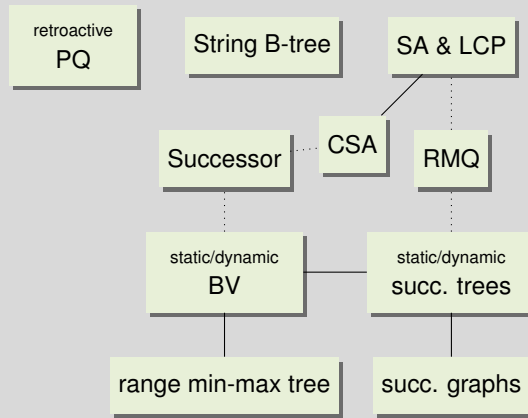 retroactive
PQ
String B-tree
SA & LCP
Successor
CSA
RMQ
static/dynamic
BV
static/dynamic
succ. trees
range min-max tree
succ. graphs